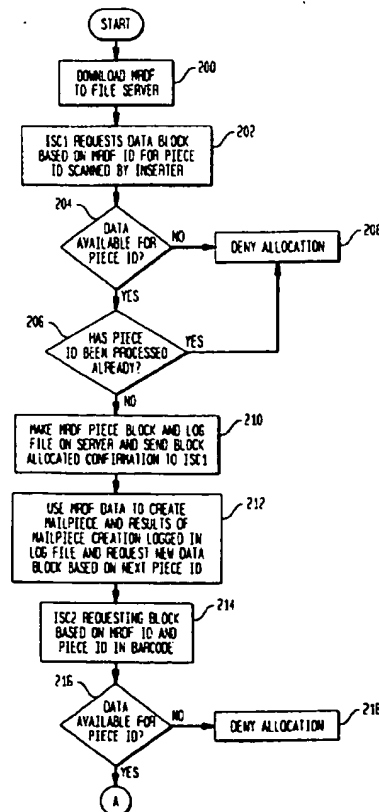 START
200
DOWNLOAD MRDF
TO FILE SERVER
202
ISC1 REQUESTS DATA BLOCK
BASED ON MRDF ID FOR PIECE
ID SCANNED BY INSERTER
204
DATA
AVAILABLE FOR
PIECE ID?
NO
DENY ALLOCATION
208
YES
206
HAS PIECE
ID BEEN PROCESSED
ALREADY?
YES
NO
210
MAKE MRDF PIECE BLOCK AND LOG
FILE ON SERVER AND SEND BLOCK
ALLOCATED CONFIRMATION TO ISC1
212
USE MRDF DATA TO CREATE
MAILPIECE AND RESULTS OF
MAILPIECE CREATION LOGGED IN
LOG FILE AND REQUEST NEW DATA
BLOCK BASED ON NEXT PIECE ID
214
ISC2 REQUESTING BLOCK
BASED ON MRDF ID AND
PIECE ID IN BARCODE
216
DATA
AVAILABLE FOR
PIECE ID?
NO
DENY ALLOCATION
218
YES
A